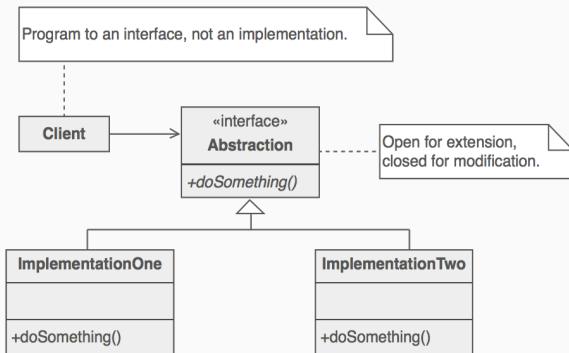 Program to an interface, not an implementation.
Client
«interface»
Abstraction
+doSomething()
Open for extension,
closed for modification.
ImplementationOne
+doSomething()
ImplementationTwo
+doSomething()